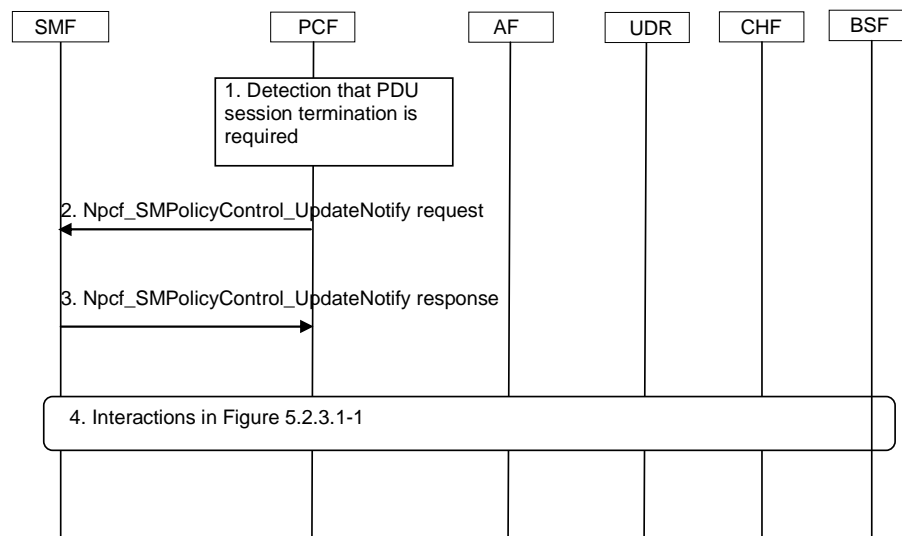 SMF
PCF
AF
UDR
CHF
BSF
1. Detection that PDU
session termination is
required
2. Npcf_SMPolicyControl_UpdateNotify request
3. Npcf_SMPolicyControl_UpdateNotify response
4. Interactions in Figure 5.2.3.1-1